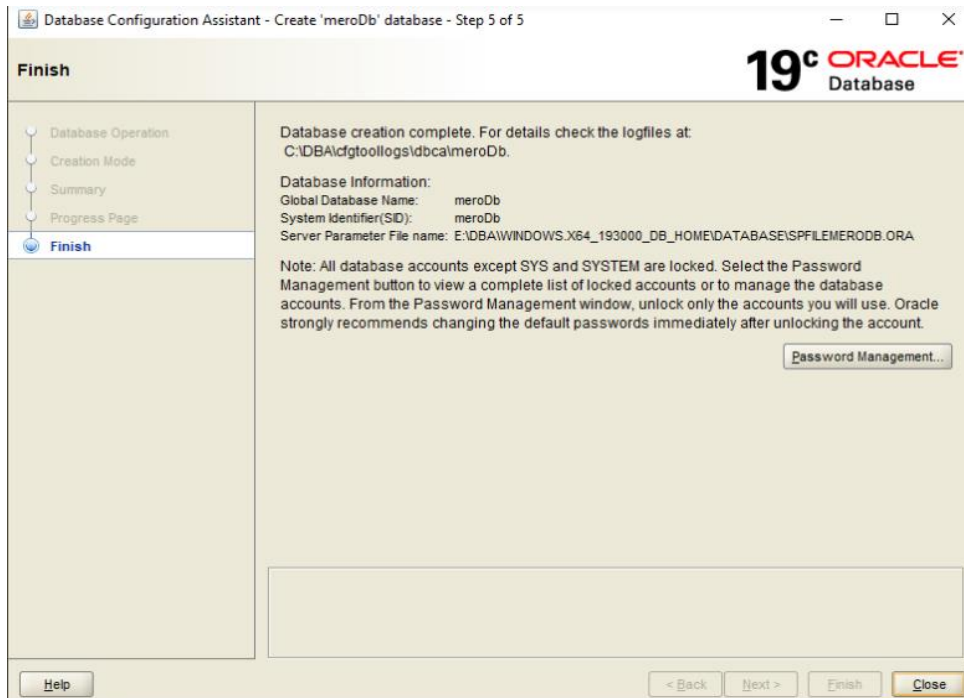 Database Configuration Assistant - Create 'meroDb' database - Step 5 of 5
Finish
19c ORACLE
Database
Database Operation
Creation Mode
Summary
Progress Page
Finish
Database creation complete. For details check the logfiles at:
C:\DBA\cfgtoollogs\dbca\meroDb.
Database Information:
Global Database Name: meroDb
System Identifier(SID): meroDb
Server Parameter File name: E:\DBA\WINDOWS.X64_193000_DB_HOME\DATABASE\SPFILEMERODB.ORA
Note: All database accounts except SYS and SYSTEM are locked. Select the Password
Management button to view a complete list of locked accounts or to manage the database
accounts. From the Password Management window, unlock only the accounts you will use. Oracle
strongly recommends changing the default passwords immediately after unlocking the account.
Password Management...
Help
< Back
Next >
Finish
Close